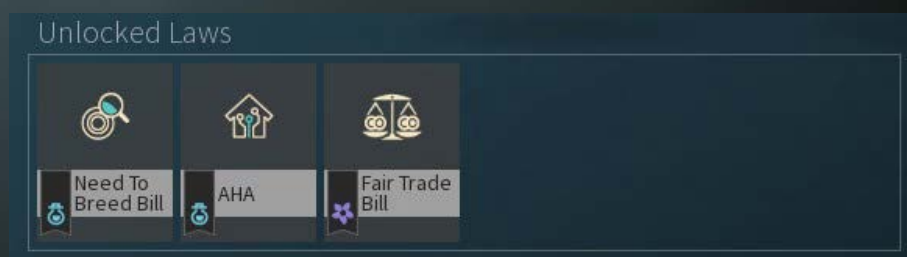 Unlocked Laws
Need To
Breed Bill
AHA
Fair Trade
Bill